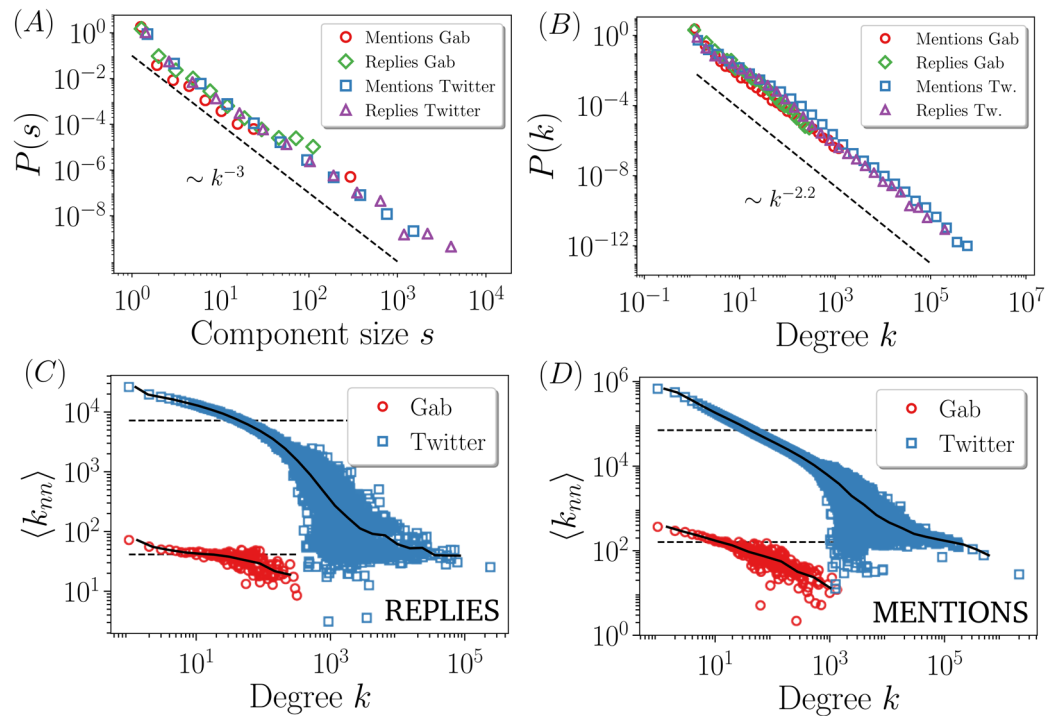 (A)
10^0
10^-2
10^-4
10^-6
10^-8
P(s)
Mentions Gab
Replies Gab
Mentions Twitter
Replies Twitter
∼ k^-3
10^0 10^1 10^2 10^3 10^4
Component size s
(B)
10^0
10^-4
10^-8
10^-12
P(k)
Mentions Gab
Replies Gab
Mentions Tw.
Replies Tw.
∼ k^-2.2
10^-1 10^1 10^3 10^5 10^7
Degree k
(C)
10^4
10^3
10^2
10^1
⟨k_nn⟩
Gab
Twitter
REPLIES
10^1 10^3 10^5
Degree k
(D)
10^6
10^4
10^2
10^0
⟨k_nn⟩
Gab
Twitter
MENTIONS
10^1 10^3 10^5
Degree k